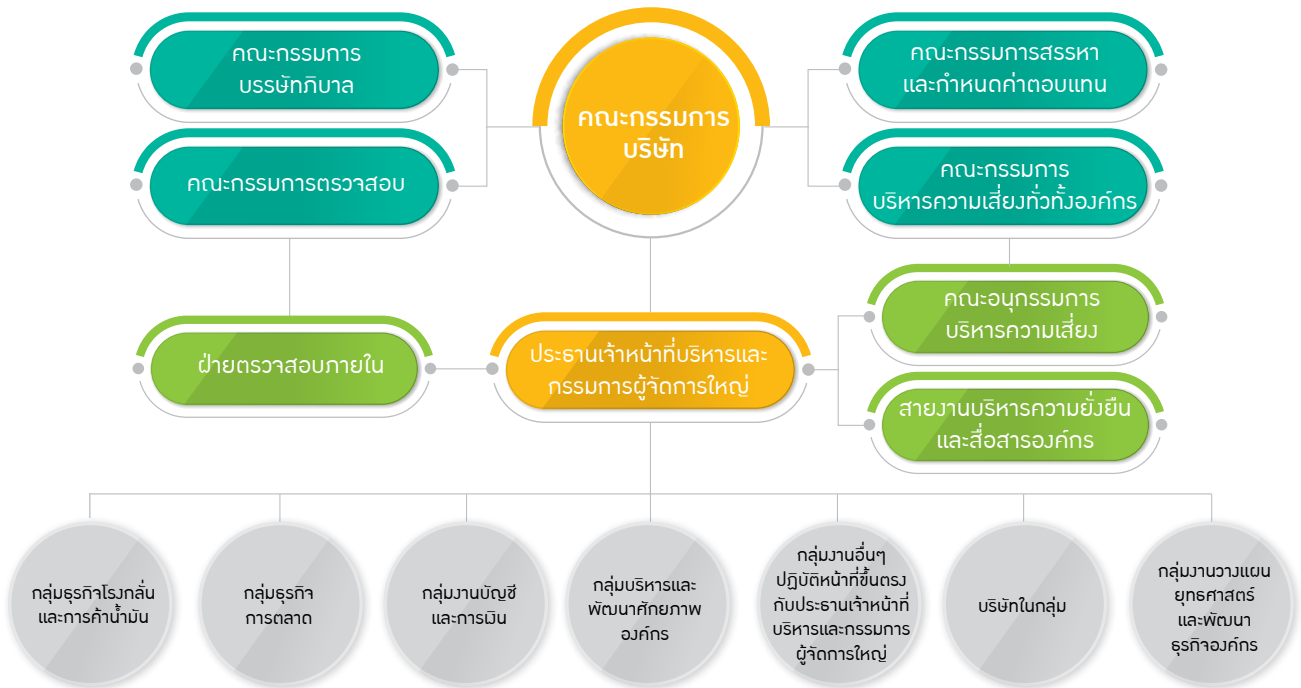 คณะกรรมการ
บรรษัทภิบาล
คณะกรรมการตรวจสอบ
คณะกรรมการ
บริษัท
คณะกรรมการสรรหา
และกำหนดค่าตอบแทน
คณะกรรมการ
บริหารความเสี่ยงทั่วทั้งองค์กร
ฝ่ายตรวจสอบภายใน
ประธานเจ้าหน้าที่บริหารและ
กรรมการผู้จัดการใหญ่
คณะอนุกรรมการ
บริหารความเสี่ยง
สายงานบริหารความยั่งยืน
และสื่อสารองค์กร
กลุ่มธุรกิจโรงกลั่น
และการค้าน้ำมัน
กลุ่มธุรกิจ
การตลาด
กลุ่มงานบัญชี
และการเงิน
กลุ่มบริหารและ
พัฒนาศักยภาพ
องค์กร
กลุ่มงานอื่นๆ
ปฏิบัติหน้าที่ขึ้นตรง
กับประธานเจ้าหน้าที่
บริหารและกรรมการ
ผู้จัดการใหญ่
บริษัทในกลุ่ม
กลุ่มงานวางแผน
ยุทธศาสตร์
และพัฒนา
ธุรกิจองค์กร